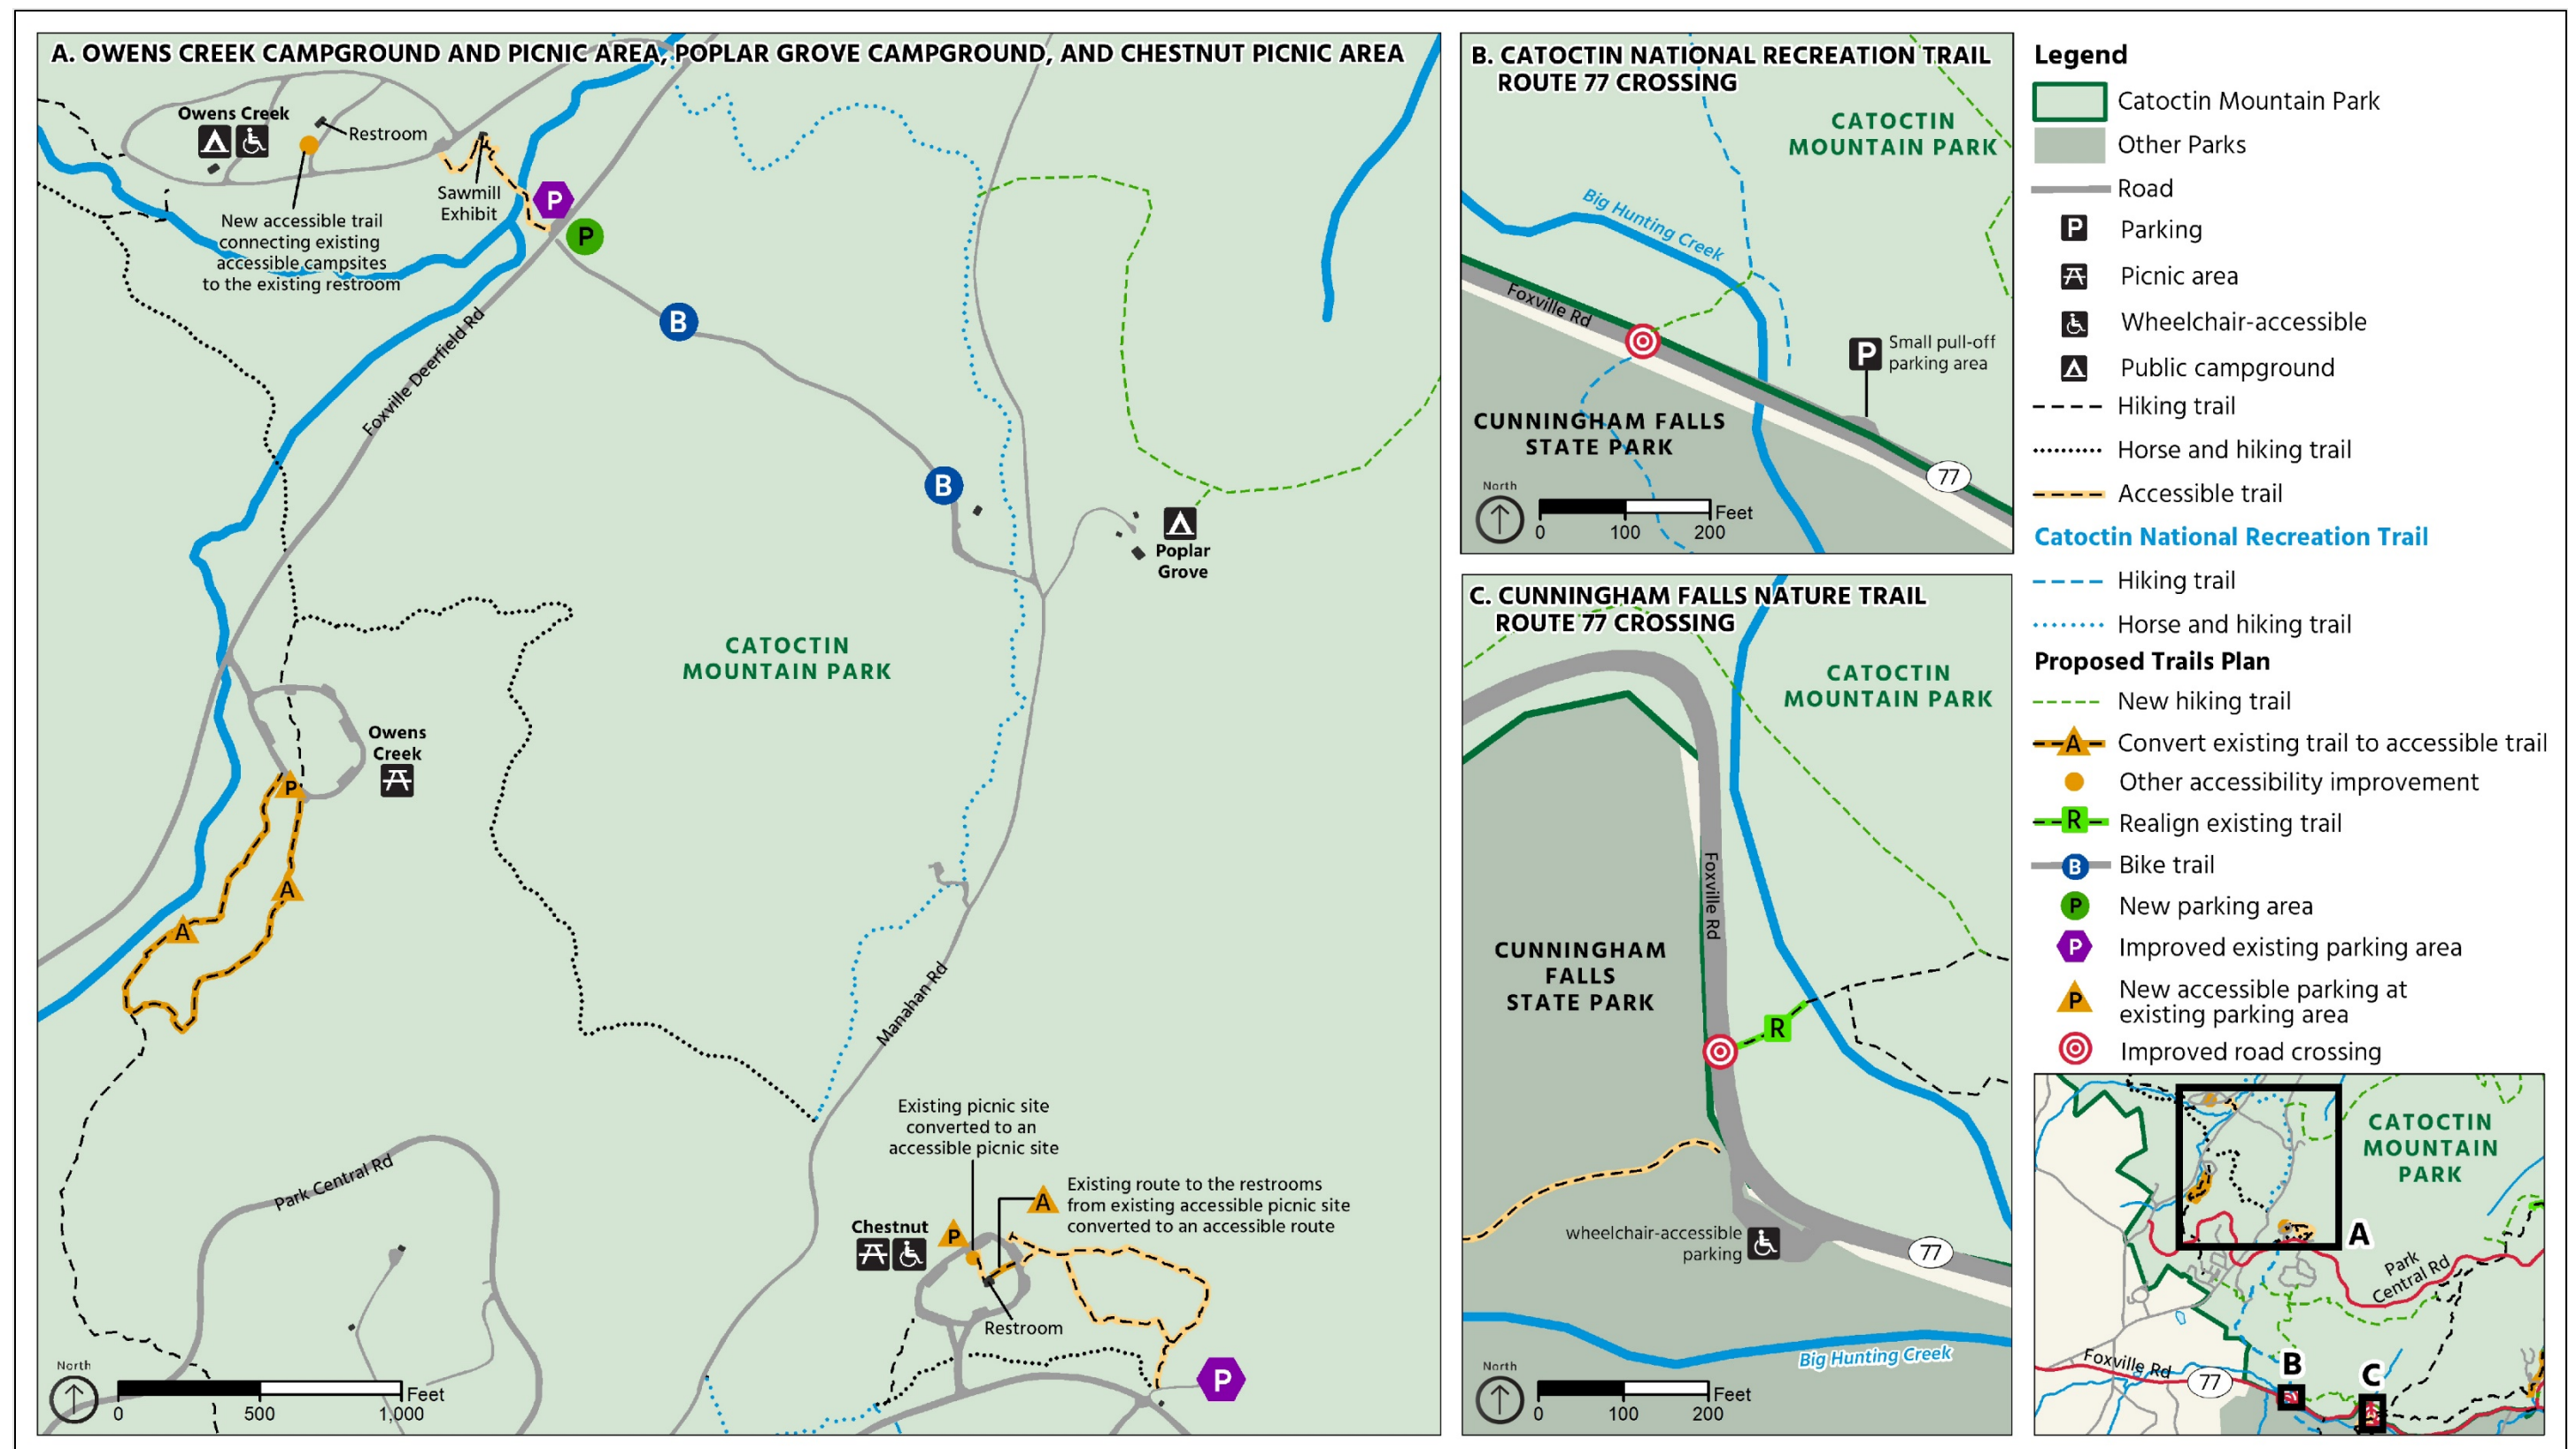 A. OWENS CREEK CAMPGROUND AND PICNIC AREA, POPLAR GROVE CAMPGROUND, AND CHESTNUT PICNIC AREA
Owens Creek
Restroom
Sawmill
Exhibit
P
P
New accessible trail
connecting existing
accessible campsites
to the existing restroom
B
Foxville Deerfield Rd
B
Poplar
Grove
CATOCTIN
MOUNTAIN PARK
Owens
Creek
P
A
A
Manahan Rd
Existing picnic site
converted to an
accessible picnic site
Park Central Rd
A
Existing route to the restrooms
from existing accessible picnic site
converted to an accessible route
Chestnut
P
Restroom
P
North
Feet
0 500 1,000
B. CATOCTIN NATIONAL RECREATION TRAIL
ROUTE 77 CROSSING
CATOCTIN
MOUNTAIN PARK
Big Hunting Creek
Foxville Rd
P
Small pull-off
parking area
CUNNINGHAM FALLS
STATE PARK
77
North
Feet
0 100 200
C. CUNNINGHAM FALLS NATURE TRAIL
ROUTE 77 CROSSING
CATOCTIN
MOUNTAIN PARK
Foxville Rd
CUNNINGHAM
FALLS
STATE PARK
R
wheelchair-accessible
parking
77
Big Hunting Creek
North
Feet
0 100 200
Legend
Catoctin Mountain Park
Other Parks
Road
P Parking
Picnic area
Wheelchair-accessible
Public campground
Hiking trail
Horse and hiking trail
Accessible trail
Catoctin National Recreation Trail
Hiking trail
Horse and hiking trail
Proposed Trails Plan
New hiking trail
A Convert existing trail to accessible trail
Other accessibility improvement
R Realign existing trail
B Bike trail
P New parking area
P Improved existing parking area
P New accessible parking at
existing parking area
Improved road crossing
CATOCTIN
MOUNTAIN
PARK
A
Park
Central Rd
Foxville Rd
77
B
C